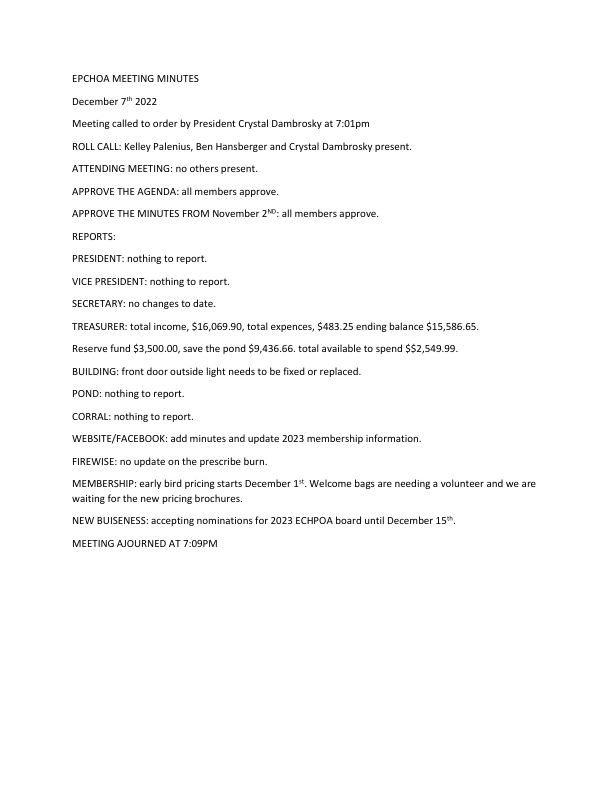 EPCHOA MEETING MINUTES
December 7th 2022
Meeting called to order by President Crystal Dambrosky at 7:01pm
ROLL CALL: Kelley Palenius, Ben Hansberger and Crystal Dambrosky present.
ATTENDING MEETING: no others present.
APPROVE THE AGENDA: all members approve.
APPROVE THE MINUTES FROM November 2ND: all members approve.
REPORTS:
PRESIDENT: nothing to report.
VICE PRESIDENT: nothing to report.
SECRETARY: no changes to date.
TREASURER: total income, $16,069.90, total expences, $483.25 ending balance $15,586.65.
Reserve fund $3,500.00, save the pond $9,436.66. total available to spend $$2,549.99.
BUILDING: front door outside light needs to be fixed or replaced.
POND: nothing to report.
CORRAL: nothing to report.
WEBSITE/FACEBOOK: add minutes and update 2023 membership information.
FIREWISE: no update on the prescribe burn.
MEMBERSHIP: early bird pricing starts December 1st. Welcome bags are needing a volunteer and we are
waiting for the new pricing brochures.
NEW BUISENESS: accepting nominations for 2023 ECHPOA board until December 15th.
MEETING AJOURNED AT 7:09PM